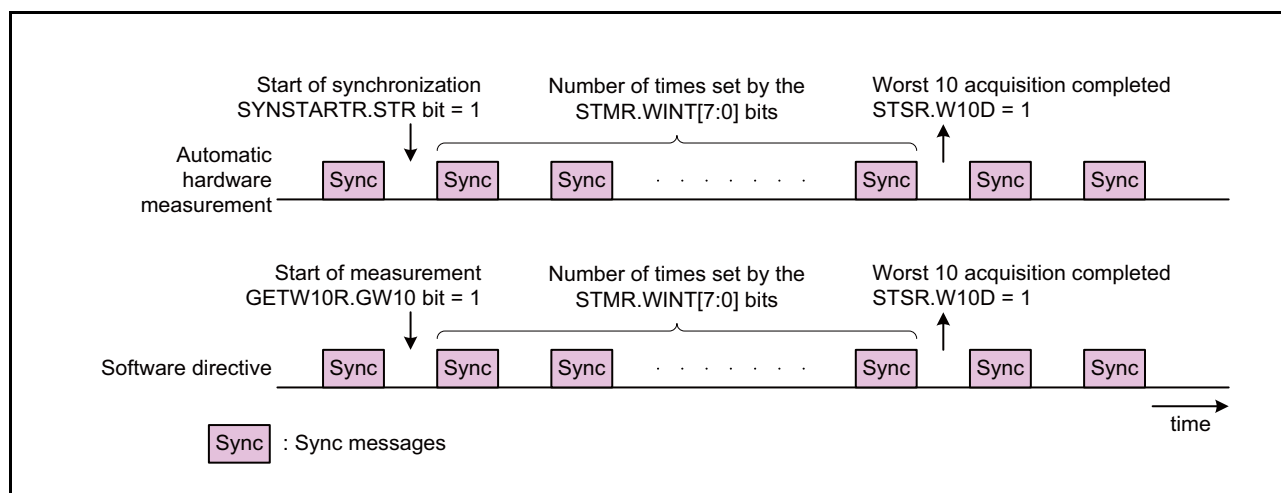 Start of synchronization
SYNSTARTR.STR bit = 1
Number of times set by the
STMR.WINT[7:0] bits
Worst 10 acquisition completed
STSR.W10D = 1
Automatic
hardware
measurement
Sync Sync Sync . . . . . . . Sync Sync Sync
Start of measurement
GETW10R.GW10 bit = 1
Number of times set by the
STMR.WINT[7:0] bits
Worst 10 acquisition completed
STSR.W10D = 1
Software directive
Sync Sync Sync . . . . . . . Sync Sync Sync
time
Sync : Sync messages